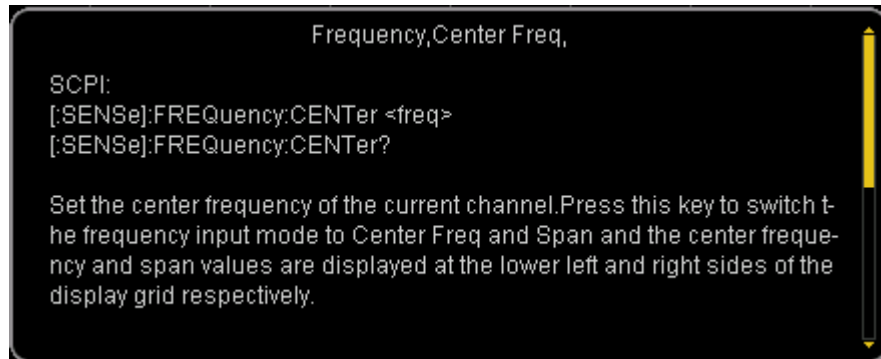 Frequency,Center Freq,
SCPI:
[:SENSe]:FREQuency:CENTer <freq>
[:SENSe]:FREQuency:CENTer?
Set the center frequency of the current channel.Press this key to switch t-
he frequency input mode to Center Freq and Span and the center freque-
ncy and span values are displayed at the lower left and right sides of the
display grid respectively.